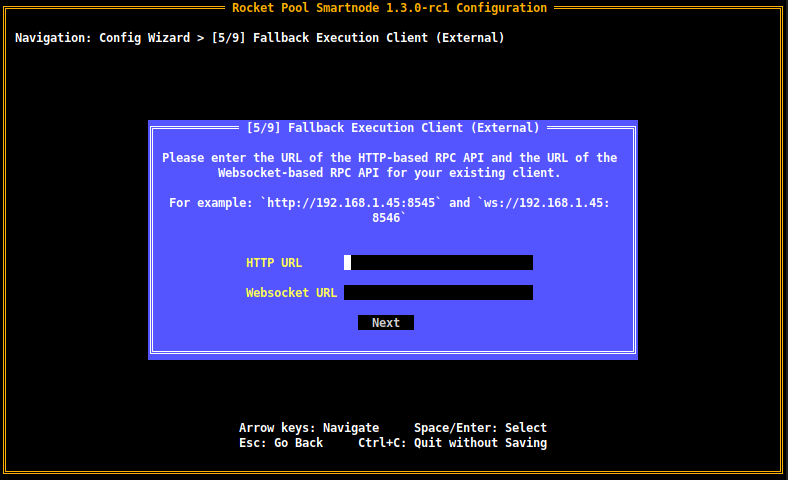 Rocket Pool Smartnode 1.3.0-rc1 Configuration
Navigation: Config Wizard > [5/9] Fallback Execution Client (External)
[5/9] Fallback Execution Client (External)
Please enter the URL of the HTTP-based RPC API and the URL of the
Websocket-based RPC API for your existing client.
For example: `http://192.168.1.45:8545` and `ws://192.168.1.45:
8546`
HTTP URL
Websocket URL
Next
Arrow keys: Navigate     Space/Enter: Select
Esc: Go Back     Ctrl+C: Quit without Saving